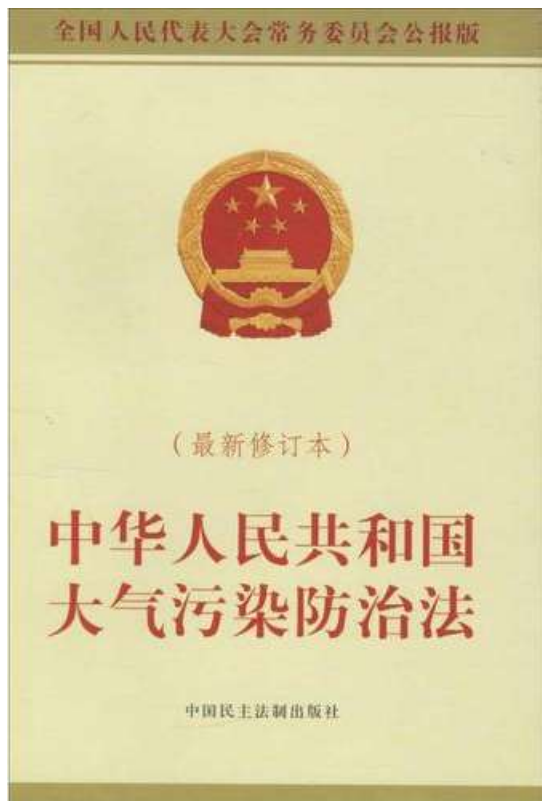 全国人民代表大会常务委员会公报版
（最新修订本）
中华人民共和国
大气污染防治法
中国民主法制出版社